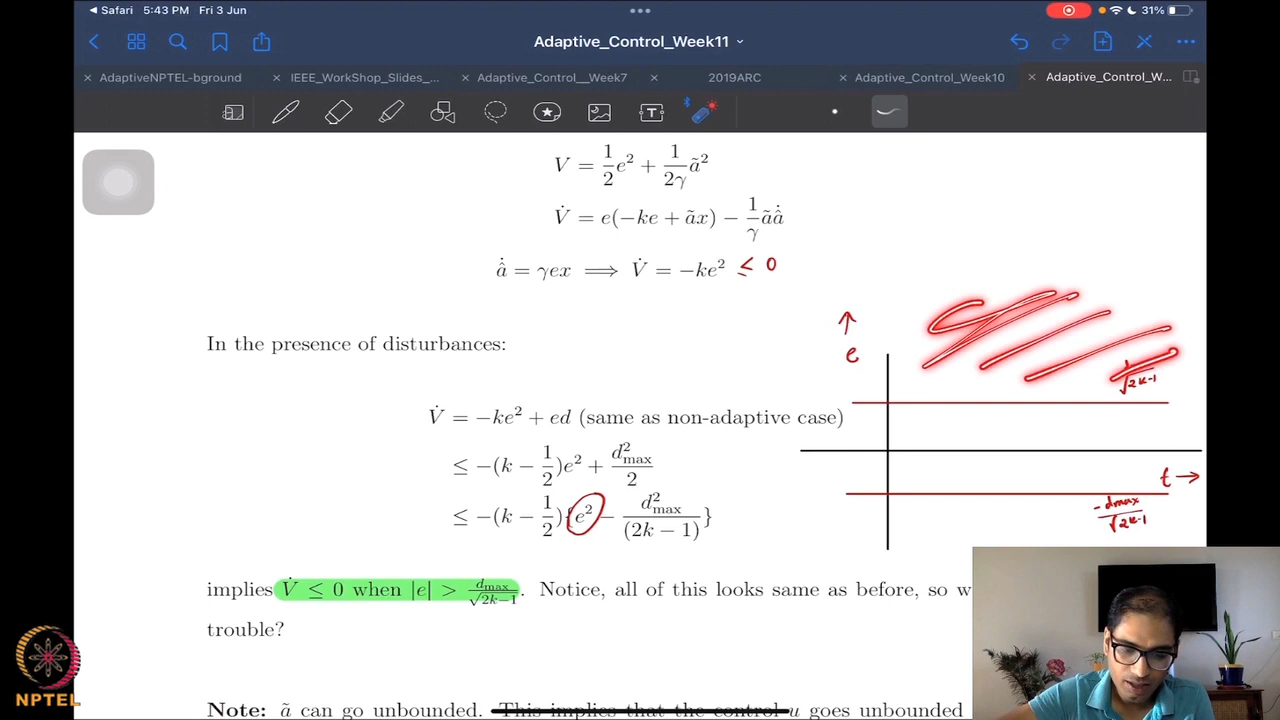 Safari 5:43 PM Fri 3 Jun
31%
Adaptive_Control_Week11
AdaptiveNPTEL-bground
IEEE_WorkShop_Slides_...
Adaptive_Control__Week7
2019ARC
Adaptive_Control_Week10
Adaptive_Control_W...
V = 1/2 e² + 1/2γ ã²
V̇ = e(−ke + ãx) − 1/γ ã â̇
â̇ = γex ⟹ V̇ = −ke² ≤ 0
In the presence of disturbances:
V̇ = −ke² + ed (same as non-adaptive case)
≤ −(k − 1/2)e² + d²max/2
≤ −(k − 1/2){e² − d²max/(2k − 1)}
e
√2k-1
t →
-dmax/√2k-1
implies V̇ ≤ 0 when |e| > dmax/√2k−1. Notice, all of this looks same as before, so w
trouble?
Note: ã can go unbounded. This implies that the control u goes unbounded
NPTEL